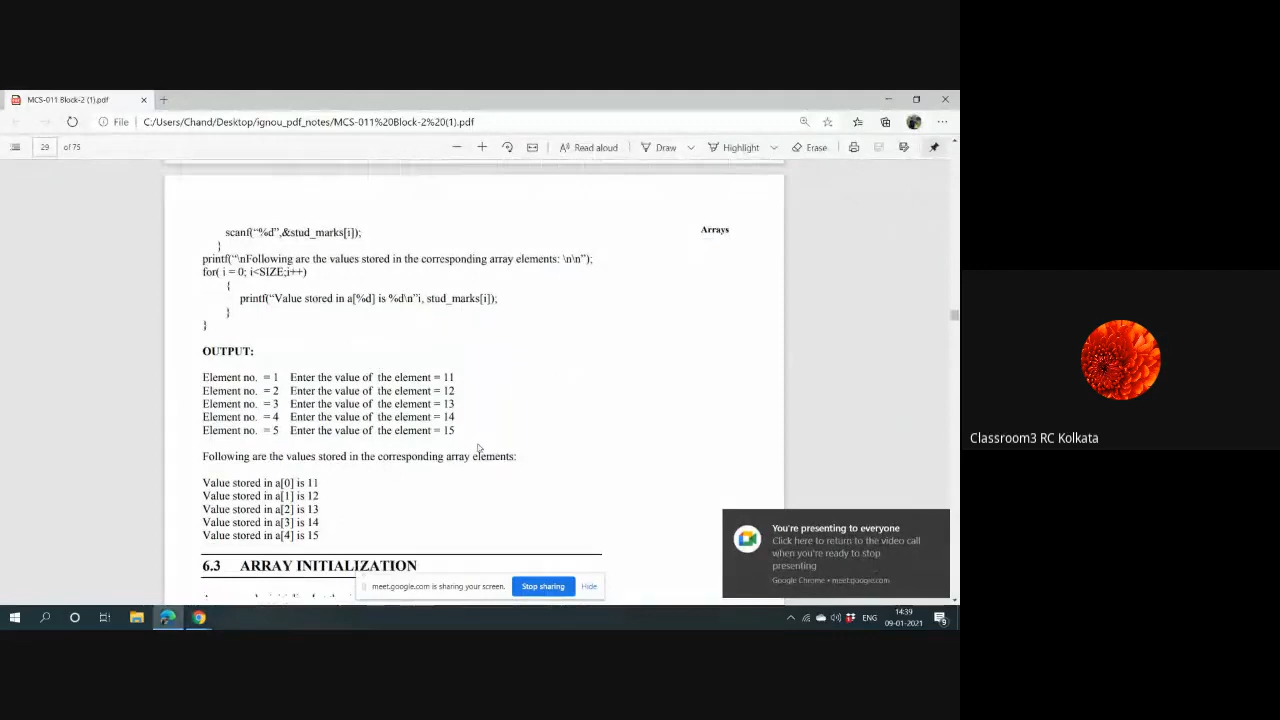 MCS-011 Block-2 (1).pdf
File
C:/Users/Chand/Desktop/ignou_pdf_notes/MCS-011%20Block-2%20(1).pdf
29 of 75
Read aloud
Draw
Highlight
Erase
Arrays
scanf(“%d”,&stud_marks[i]);
}
printf(“\nFollowing are the values stored in the corresponding array elements: \n\n”);
for( i = 0; i<SIZE;i++)
{
printf(“Value stored in a[%d] is %d\n”i, stud_marks[i]);
}
}
OUTPUT:
Element no. = 1 Enter the value of the element = 11
Element no. = 2 Enter the value of the element = 12
Element no. = 3 Enter the value of the element = 13
Element no. = 4 Enter the value of the element = 14
Element no. = 5 Enter the value of the element = 15
Following are the values stored in the corresponding array elements:
Value stored in a[0] is 11
Value stored in a[1] is 12
Value stored in a[2] is 13
Value stored in a[3] is 14
Value stored in a[4] is 15
6.3 ARRAY INITIALIZATION
meet.google.com is sharing your screen.
Stop sharing
Hide
You're presenting to everyone
Click here to return to the video call
when you're ready to stop
presenting
Google Chrome • meet.google.com
ENG
14:39
09-01-2021
Classroom3 RC Kolkata